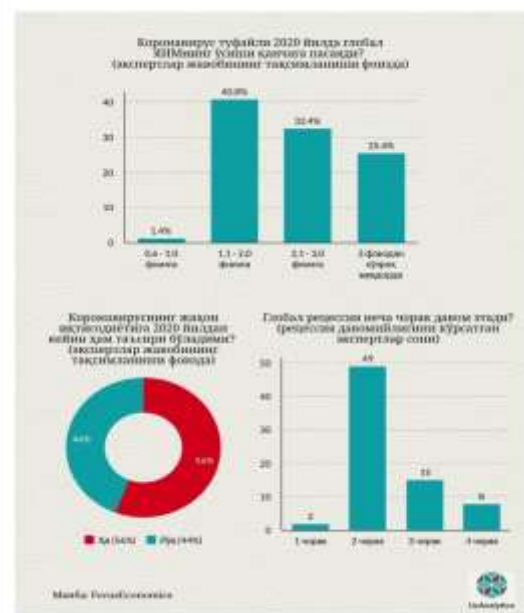 Коронавирус туфайли 2020 йилда глобал
ЯИМнинг ўсиши қанчага пасаяди?
(экспертлар жавобининг тақсимланиши фоизда)
40
30
20
10
0
1.4%
40.8%
32.4%
25.4%
0,6 - 1,0
фоизга
1,1 - 2,0
фоизга
2,1 - 3,0
фоизга
3 фоиздан
кўпроқ
миқдорда
Коронавируснинг жаҳон
иқтисодиётига 2020 йилдан
кейин ҳам таъсири бўладими?
(экспертлар жавобининг
тақсимланиши фоизда)
44%
56%
Ҳа (56%)
Йўқ (44%)
Глобал рецессия неча чорак давом этади?
(рецессия давомийлигини кўрсатган
экспертлар сони)
50
40
30
20
10
0
2
49
15
8
1 чорак
2 чорак
3 чорак
4 чорак
Манба: FocusEconomics
UzAnalytics